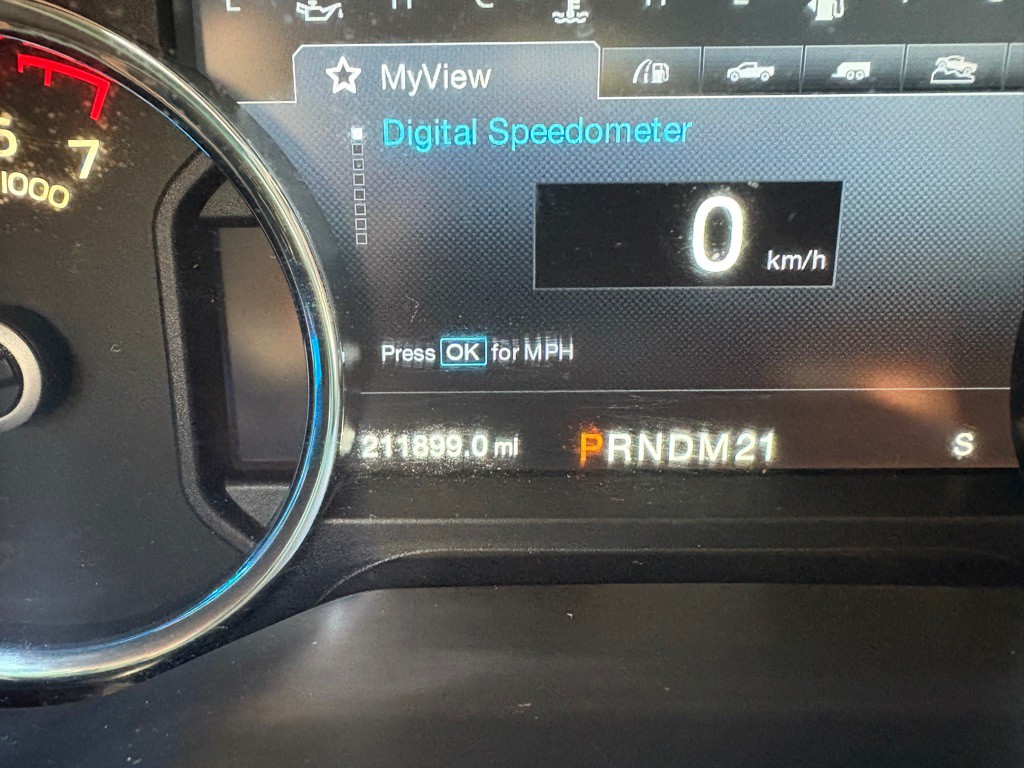 MyView
Digital Speedometer
7
1000
0 km/h
Press OK for MPH
211899.0 mi PRNDM21 S